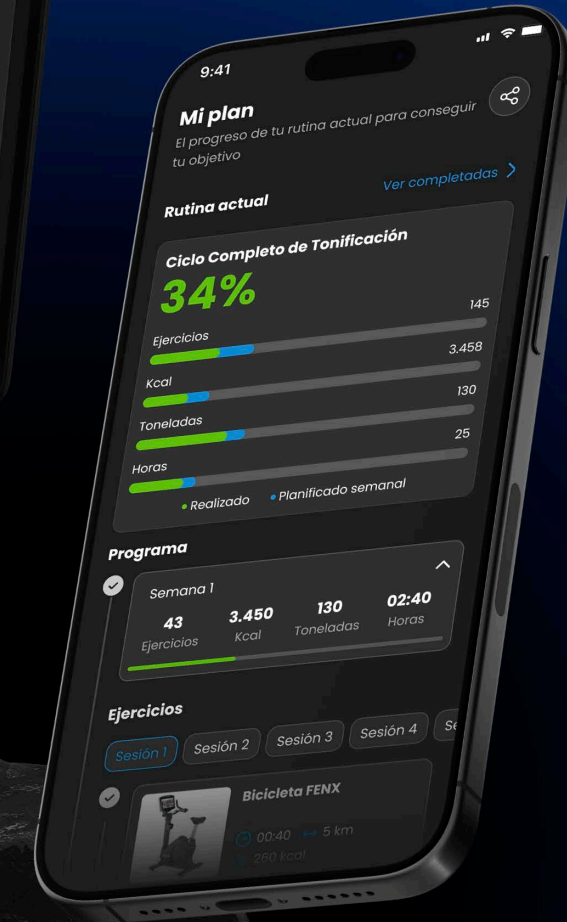 9:41
Mi plan
El progreso de tu rutina actual para conseguir
tu objetivo
Rutina actual
Ver completadas
Ciclo Completo de Tonificación
34%
Ejercicios
145
Kcal
3.458
Toneladas
130
Horas
25
Realizado
Planificado semanal
Programa
Semana 1
43
3.450
130
02:40
Ejercicios
Kcal
Toneladas
Horas
Ejercicios
Sesión 1
Sesión 2
Sesión 3
Sesión 4
Se
Bicicleta FENX
00:40
5 km
260 kcal